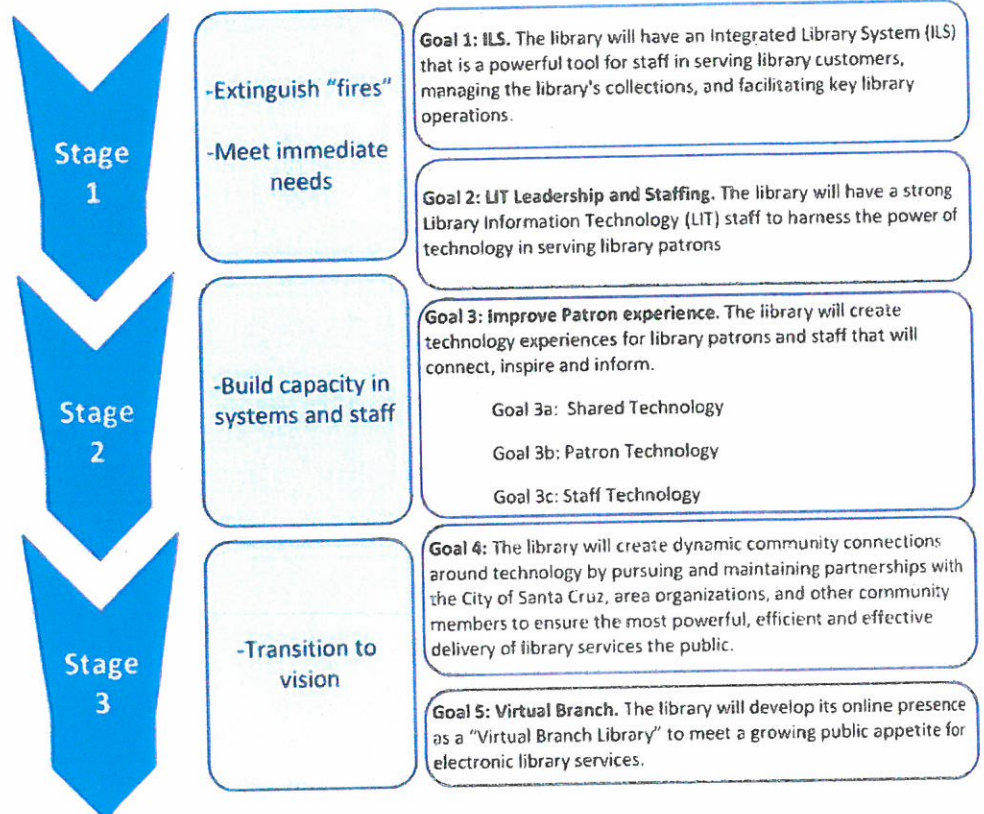 Stage
1
-Extinguish "fires"
-Meet immediate
needs
Goal 1: ILS. The library will have an Integrated Library System (ILS)
that is a powerful tool for staff in serving library customers,
managing the library's collections, and facilitating key library
operations.
Goal 2: LIT Leadership and Staffing. The library will have a strong
Library Information Technology (LIT) staff to harness the power of
technology in serving library patrons
Stage
2
-Build capacity in
systems and staff
Goal 3: Improve Patron experience. The library will create
technology experiences for library patrons and staff that will
connect, inspire and inform.
Goal 3a: Shared Technology
Goal 3b: Patron Technology
Goal 3c: Staff Technology
Stage
3
-Transition to
vision
Goal 4: The library will create dynamic community connections
around technology by pursuing and maintaining partnerships with
the City of Santa Cruz, area organizations, and other community
members to ensure the most powerful, efficient and effective
delivery of library services the public.
Goal 5: Virtual Branch. The library will develop its online presence
as a "Virtual Branch Library" to meet a growing public appetite for
electronic library services.